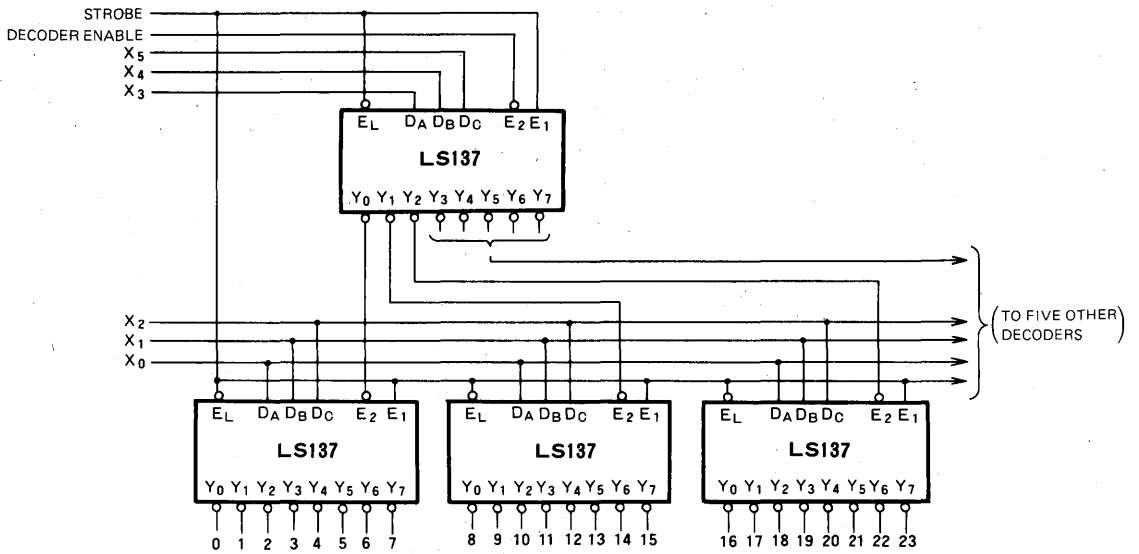 STROBE
DECODER ENABLE
X5
X4
X3
EL DA DB DC E2 E1
LS137
Y0 Y1 Y2 Y3 Y4 Y5 Y6 Y7
X2
X1
X0
(TO FIVE OTHER
DECODERS)
EL DA DB DC E2 E1
LS137
Y0 Y1 Y2 Y3 Y4 Y5 Y6 Y7
0 1 2 3 4 5 6 7
EL DA DB DC E2 E1
LS137
Y0 Y1 Y2 Y3 Y4 Y5 Y6 Y7
8 9 10 11 12 13 14 15
EL DA DB DC E2 E1
LS137
Y0 Y1 Y2 Y3 Y4 Y5 Y6 Y7
16 17 18 19 20 21 22 23